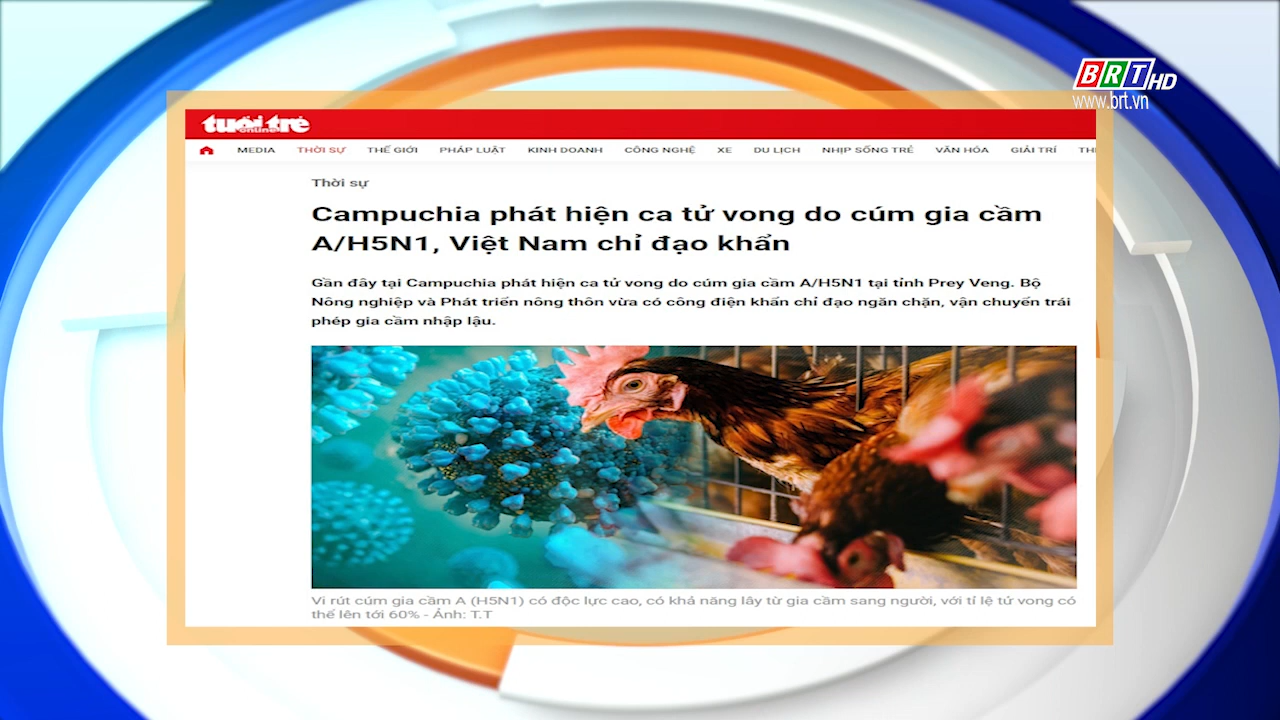 BRT HD
www.brt.vn
tuổi trẻ
online
MEDIA THỜI SỰ THẾ GIỚI PHÁP LUẬT KINH DOANH CÔNG NGHỆ XE DU LỊCH NHỊP SỐNG TRẺ VĂN HÓA GIẢI TRÍ
Thời sự
Campuchia phát hiện ca tử vong do cúm gia cầm
A/H5N1, Việt Nam chỉ đạo khẩn
Gần đây tại Campuchia phát hiện ca tử vong do cúm gia cầm A/H5N1 tại tỉnh Prey Veng. Bộ
Nông nghiệp và Phát triển nông thôn vừa có công điện khẩn chỉ đạo ngăn chặn, vận chuyển trái
phép gia cầm nhập lậu.
Vi rút cúm gia cầm A (H5N1) có độc lực cao, có khả năng lây từ gia cầm sang người, với tỉ lệ tử vong có
thể lên tới 60% - Ảnh: T.T